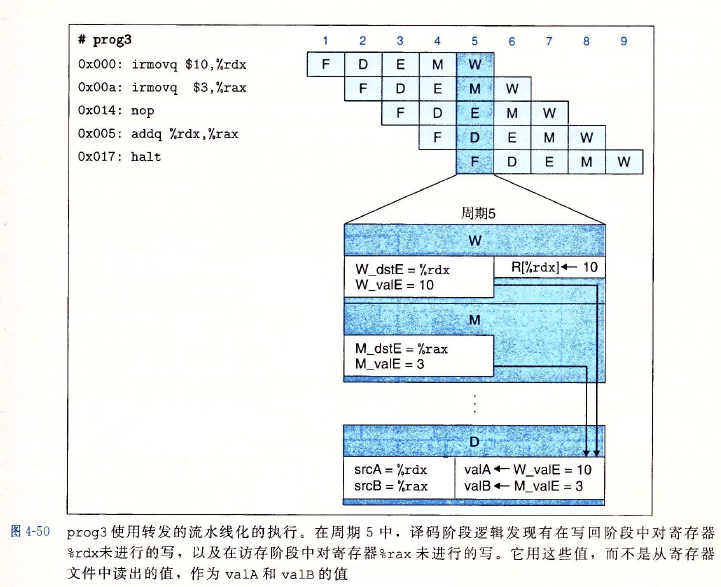 # prog3
1 2 3 4 5 6 7 8 9
0x000: irmovq $10,%rdx F D E M W
0x00a: irmovq $3,%rax F D E M W
0x014: nop F D E M W
0x005: addq %rdx,%rax F D E M W
0x017: halt F D E M W
周期5
W
W_dstE = %rdx
W_valE = 10
R[%rdx]← 10
M
M_dstE = %rax
M_valE = 3
⋮
D
srcA = %rdx
srcB = %rax
valA ← W_valE = 10
valB ← M_valE = 3
图 4-50 prog3 使用转发的流水线化的执行。在周期 5 中，译码阶段逻辑发现有在写回阶段中对寄存器
%rdx未进行的写，以及在访存阶段中对寄存器%rax 未进行的写。它用这些值，而不是从寄存器
文件中读出的值，作为 valA 和 valB 的值